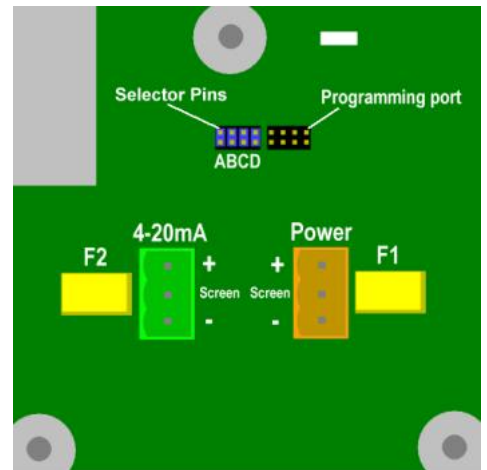 Selector Pins
Programming port
ABCD
4-20mA
Power
F2
+
+
F1
Screen
Screen
-
-